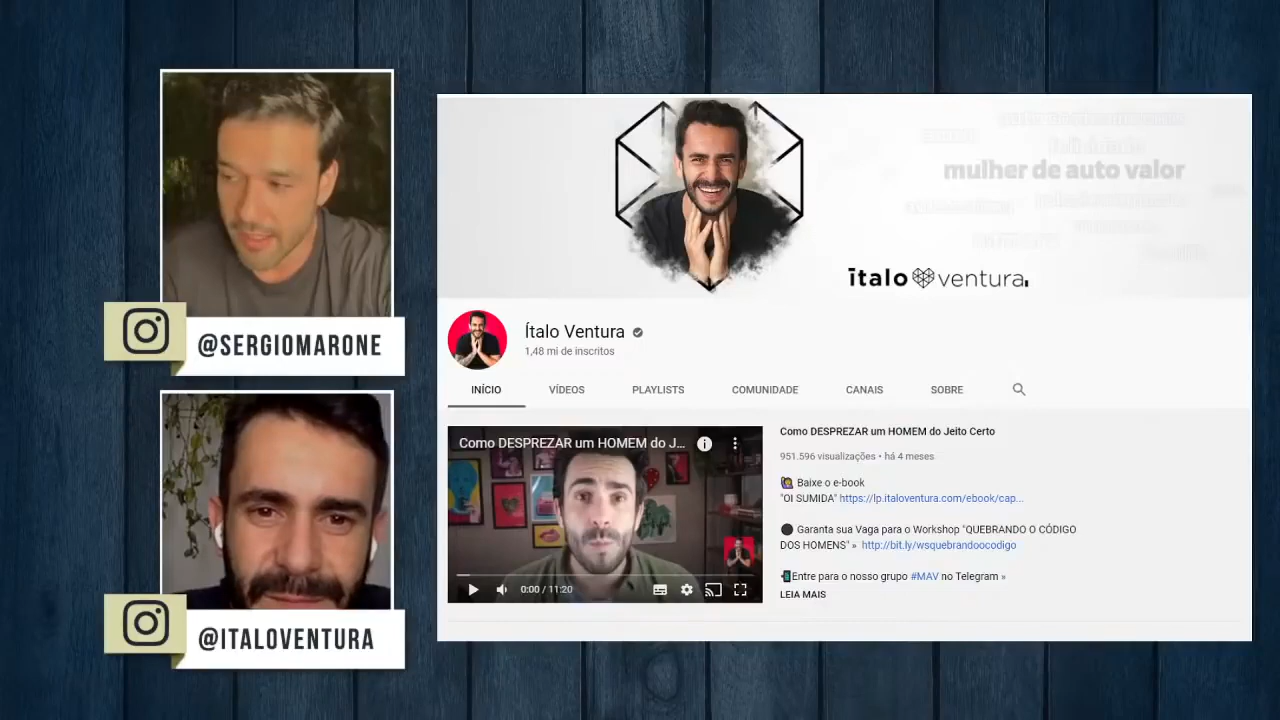 @SERGIOMARONE
@ITALOVENTURA
mulher de auto valor
ītalo ventura.
Ítalo Ventura
1,48 mi de inscritos
INÍCIO VÍDEOS PLAYLISTS COMUNIDADE CANAIS SOBRE
Como DESPREZAR um HOMEM do J...
0:00 / 11:20
Como DESPREZAR um HOMEM do Jeito Certo
951.596 visualizações • há 4 meses
Baixe o e-book
"OI SUMIDA" https://lp.italoventura.com/ebook/cap...
Garanta sua Vaga para o Workshop "QUEBRANDO O CÓDIGO
DOS HOMENS" » http://bit.ly/wsquebrandoocodigo
Entre para o nosso grupo #MAV no Telegram »
LEIA MAIS